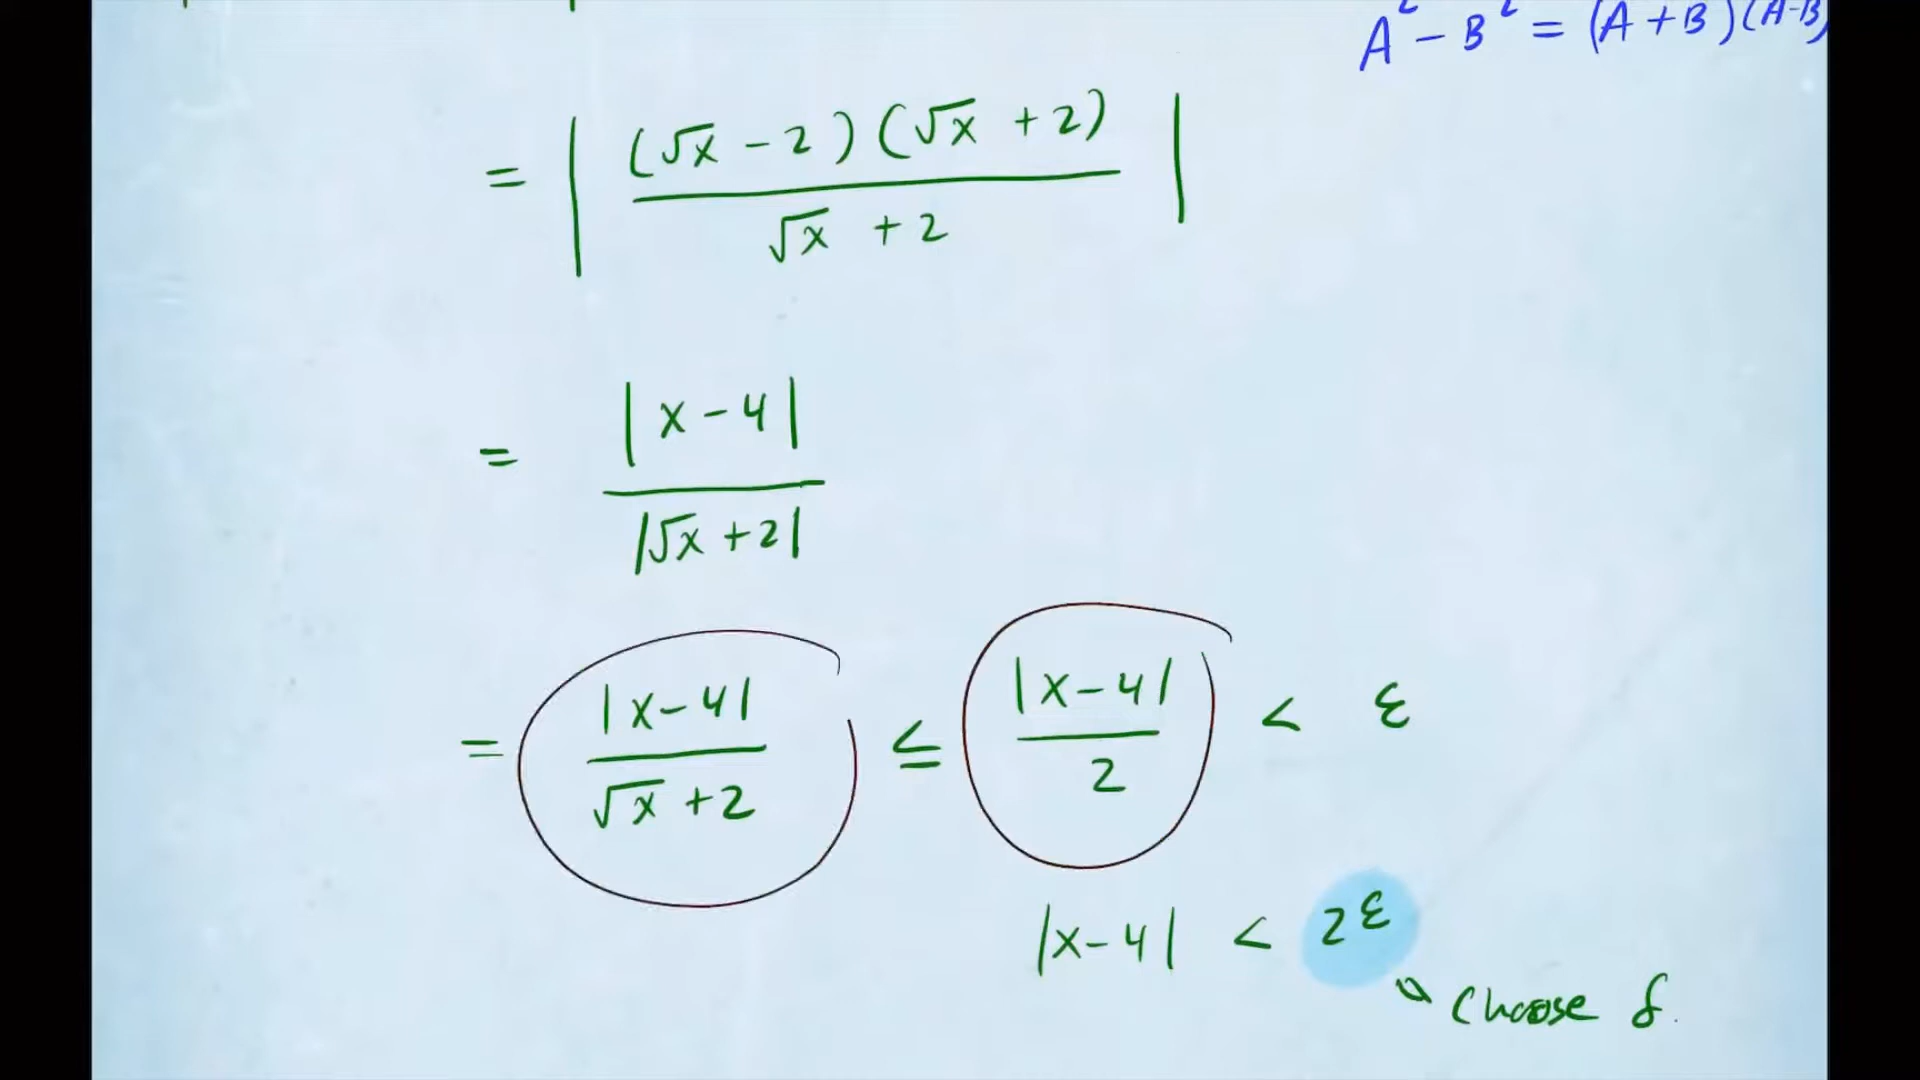 A² - B² = (A + B)(A-B)
= | (√x - 2)(√x + 2) / √x + 2 |
= |x - 4| / |√x + 2|
= |x - 4| / √x + 2 ≤ |x - 4| / 2 < ε
|x - 4| < 2ε
Choose δ.